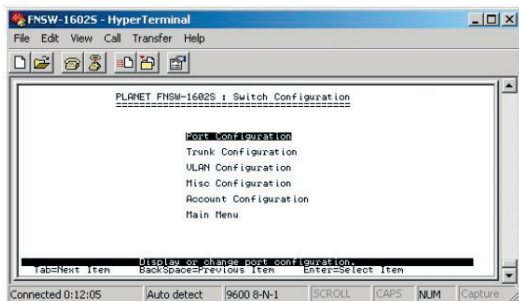 FNSW-1602S - HyperTerminal
File Edit View Call Transfer Help
PLANET FNSW-1602S : Switch Configuration
==========================================
Port Configuration
Trunk Configuration
VLAN Configuration
Misc Configuration
Account Configuration
Main Menu
Display or change port configuration.
Tab=Next Item BackSpace=Previous Item Enter=Select Item
Connected 0:12:05 Auto detect 9600 8-N-1 SCROLL CAPS NUM Capture